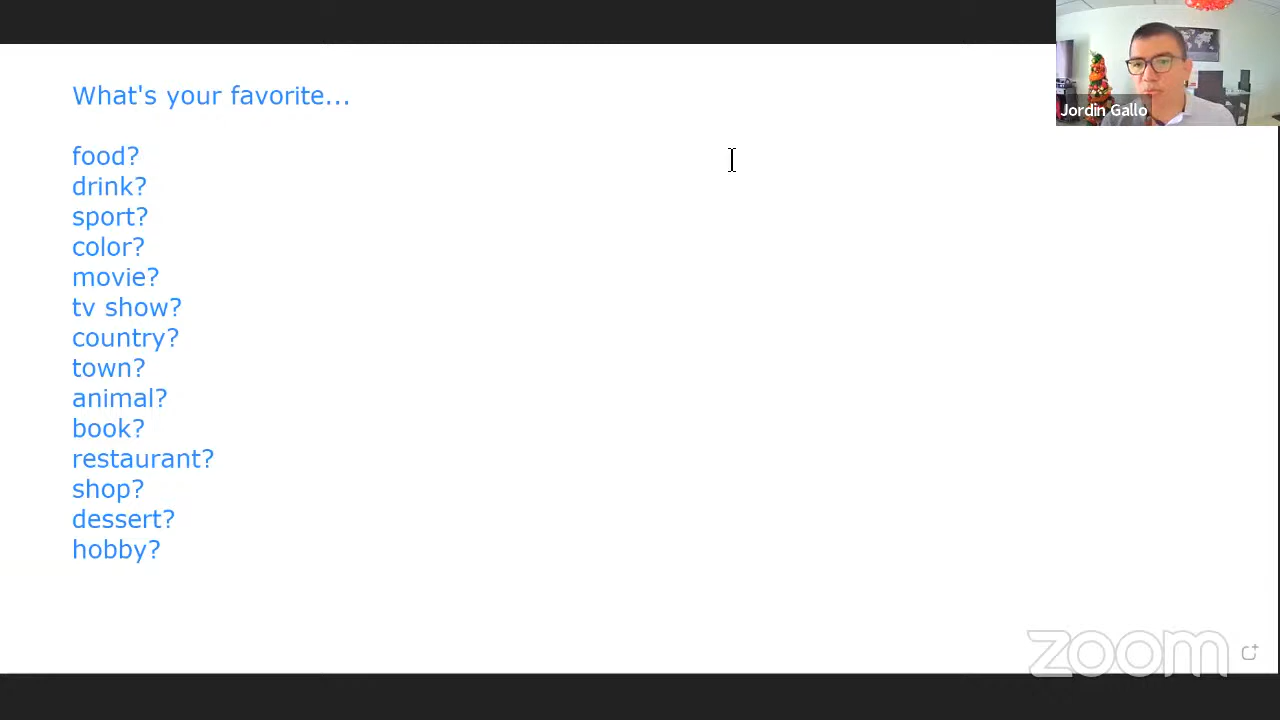 What's your favorite...
food?
drink?
sport?
color?
movie?
tv show?
country?
town?
animal?
book?
restaurant?
shop?
dessert?
hobby?
Jordin Gallo
zoom